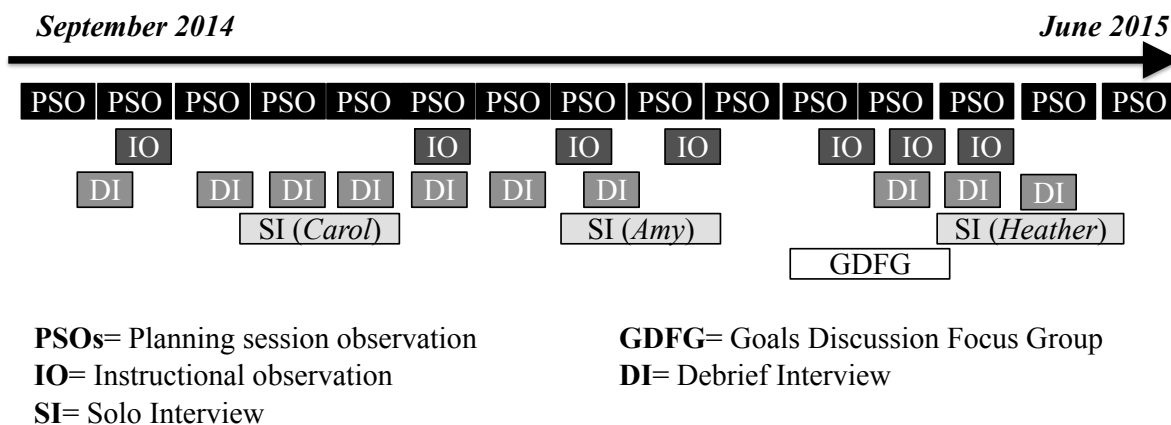 September 2014 June 2015
PSO PSO PSO PSO PSO PSO PSO PSO PSO PSO PSO PSO PSO PSO PSO
IO IO IO IO IO IO IO
DI DI DI DI DI DI DI DI DI DI
SI (Carol) SI (Amy) SI (Heather)
GDFG
PSOs= Planning session observation GDFG= Goals Discussion Focus Group
IO= Instructional observation DI= Debrief Interview
SI= Solo Interview